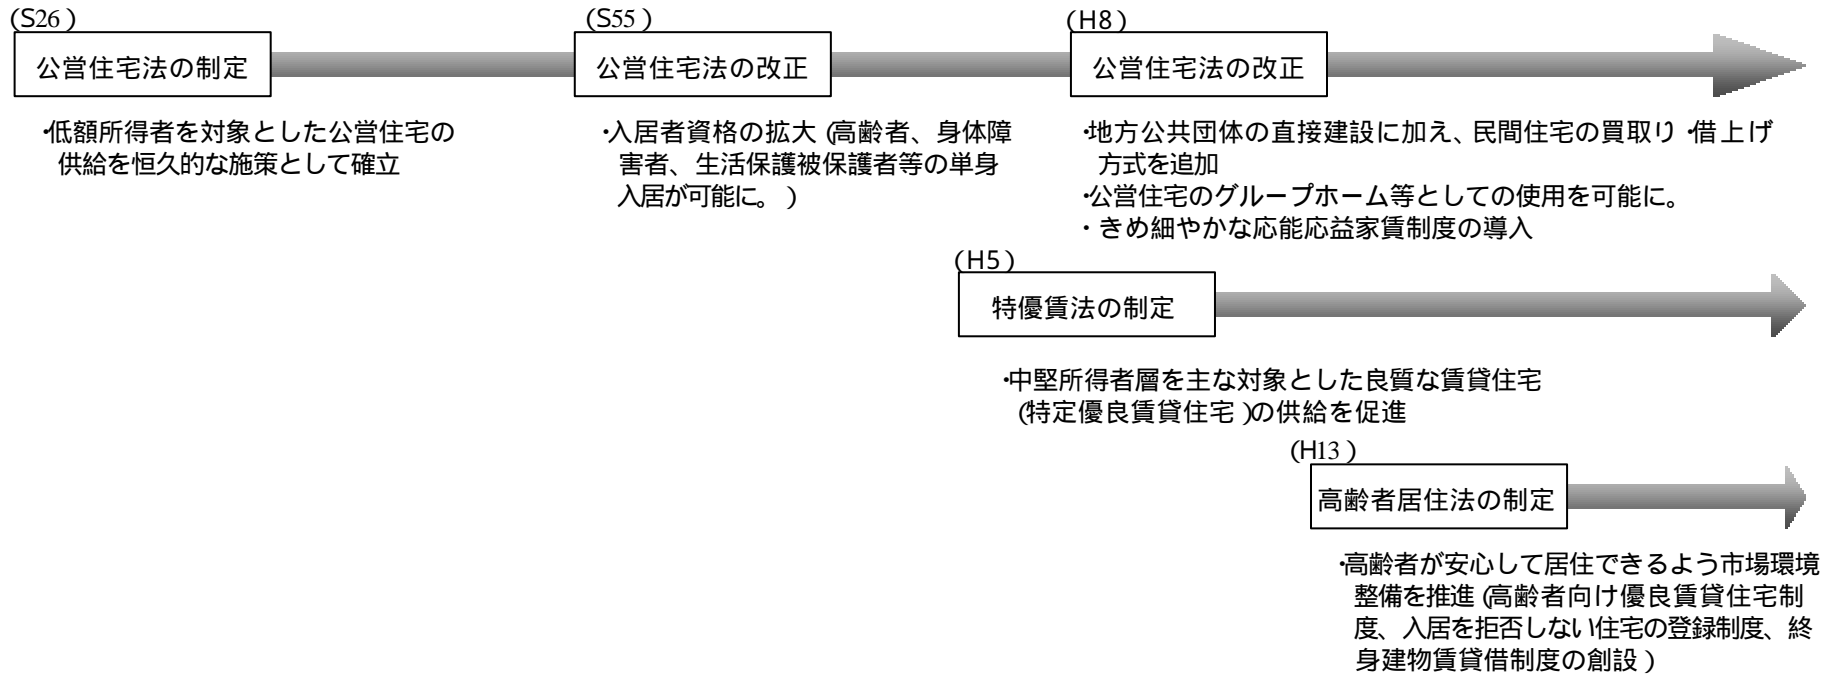 (S26)
公営住宅法の制定
・低額所得者を対象とした公営住宅の
供給を恒久的な施策として確立
(S55)
公営住宅法の改正
・入居者資格の拡大(高齢者、身体障
害者、生活保護被保護者等の単身
入居が可能に。)
(H8)
公営住宅法の改正
・地方公共団体の直接建設に加え、民間住宅の買取り・借上げ
方式を追加
・公営住宅のグループホーム等としての使用を可能に。
・きめ細やかな応能応益家賃制度の導入
(H5)
特優賃法の制定
・中堅所得者層を主な対象とした良質な賃貸住宅
(特定優良賃貸住宅)の供給を促進
(H13)
高齢者居住法の制定
・高齢者が安心して居住できるよう市場環境
整備を推進(高齢者向け優良賃貸住宅制
度、入居を拒否しない住宅の登録制度、終
身建物賃貸借制度の創設)